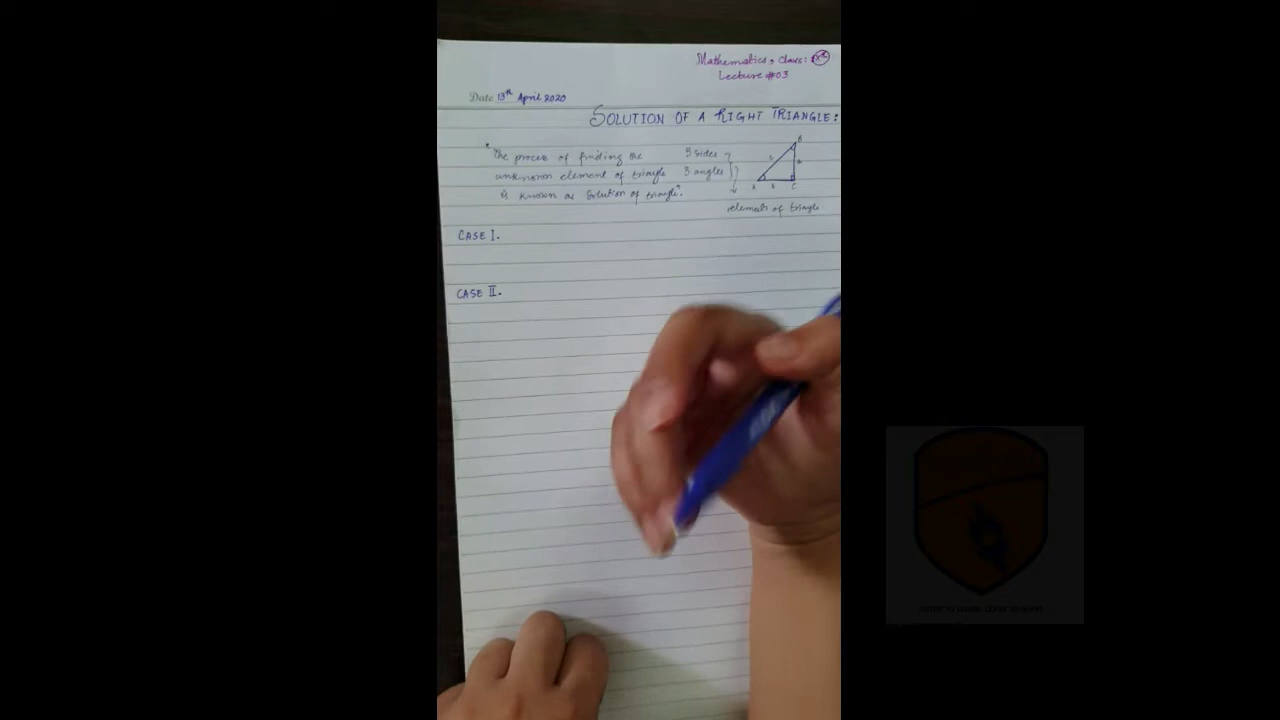 Mathematics, Class: IXth
Lecture #03
Date 13th April 2020
SOLUTION OF A RIGHT TRIANGLE:
"The process of finding the
unknown element of triangle
is known as solution of triangle."
3 sides
3 angles
elements of triangle
B
A
C
CASE I.
CASE II.